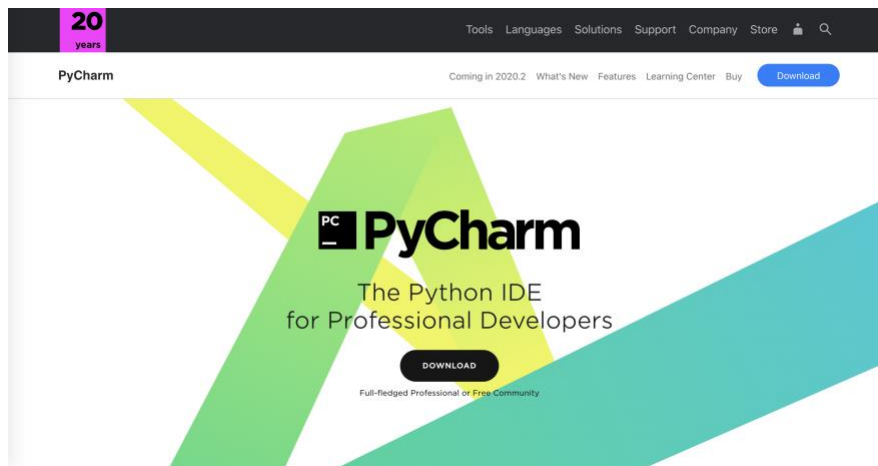 20
years
Tools Languages Solutions Support Company Store
PyCharm
Coming in 2020.2 What's New Features Learning Center Buy Download
PC
PyCharm
The Python IDE
for Professional Developers
DOWNLOAD
Full-fledged Professional or Free Community